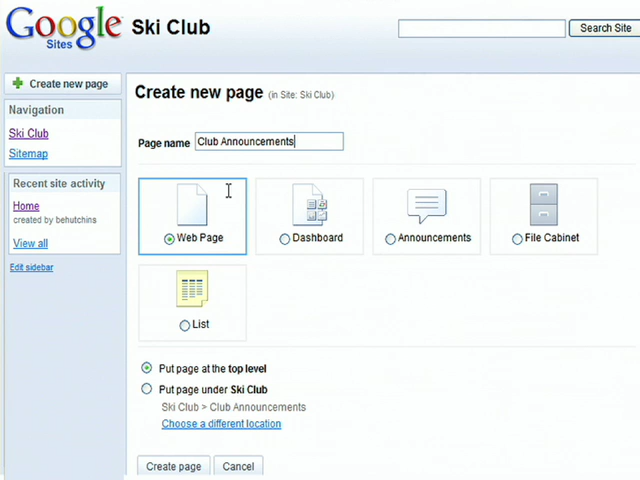 Google Sites
Ski Club
Search Site
Create new page
Navigation
Ski Club
Sitemap
Recent site activity
Home
created by behutchins
View all
Edit sidebar
Create new page (in Site: Ski Club)
Page name Club Announcements
Web Page
Dashboard
Announcements
File Cabinet
List
Put page at the top level
Put page under Ski Club
Ski Club > Club Announcements
Choose a different location
Create page
Cancel